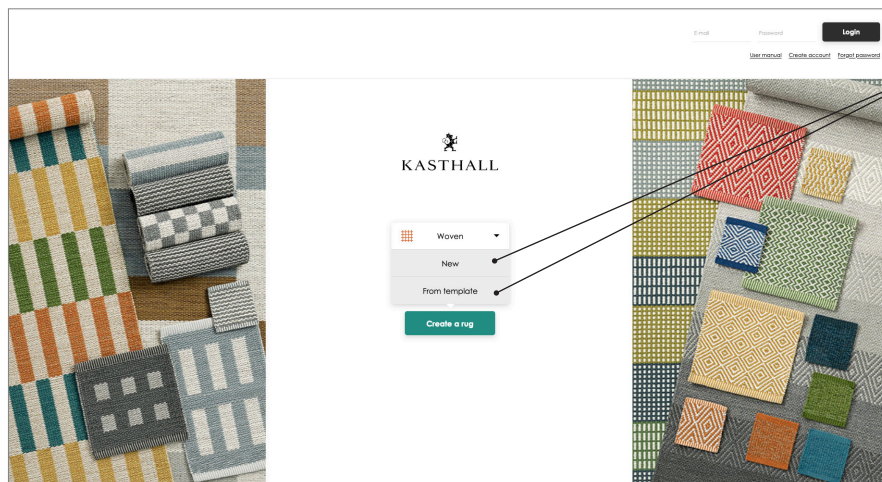 E-mail Password Login
User manual Create account Forgot password
KASTHALL
Woven
New
From template
Create a rug